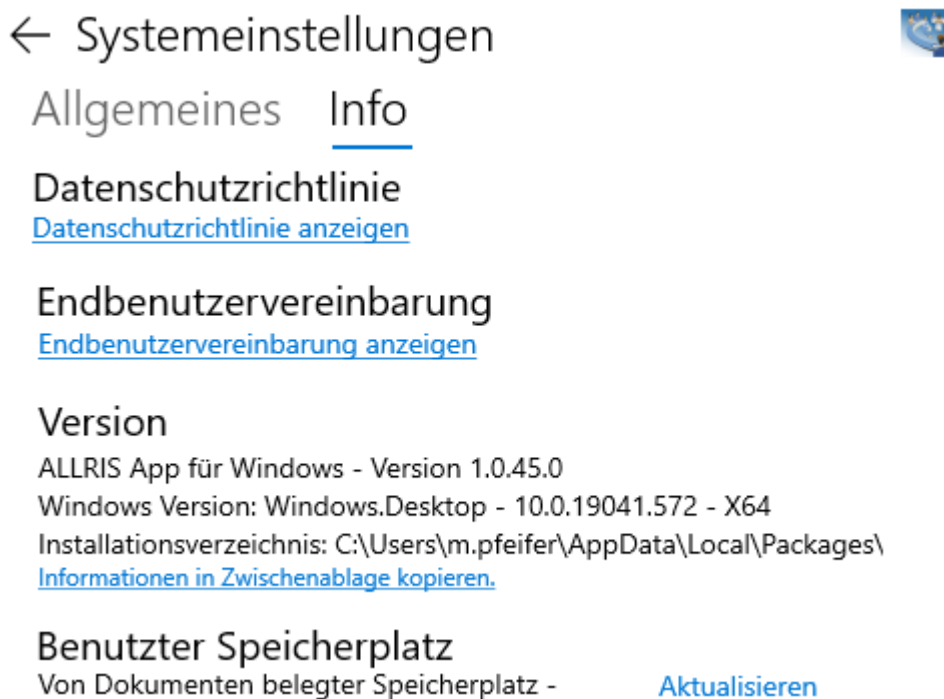 ← Systemeinstellungen
Allgemeines Info
Datenschutzrichtlinie
Datenschutzrichtlinie anzeigen
Endbenutzervereinbarung
Endbenutzervereinbarung anzeigen
Version
ALLRIS App für Windows - Version 1.0.45.0
Windows Version: Windows.Desktop - 10.0.19041.572 - X64
Installationsverzeichnis: C:\Users\m.pfeifer\AppData\Local\Packages\
Informationen in Zwischenablage kopieren.
Benutzter Speicherplatz
Von Dokumenten belegter Speicherplatz - Aktualisieren